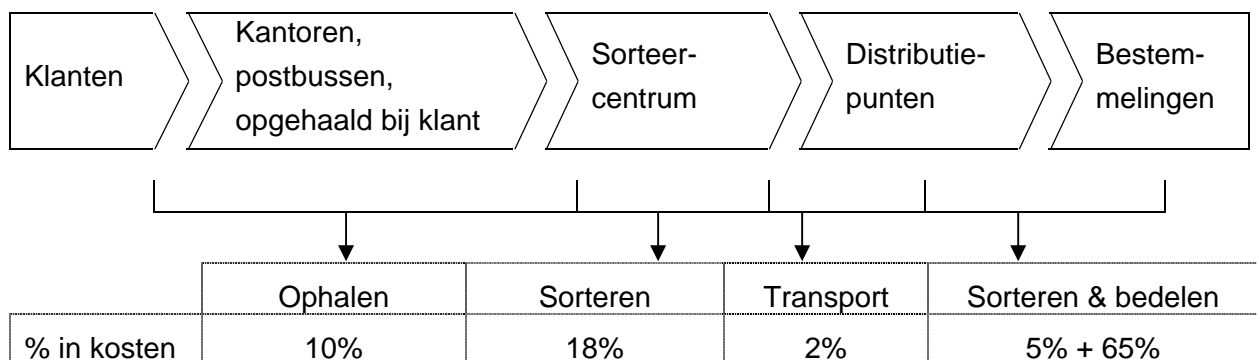 Klanten
Kantoren,
postbussen,
opgehaald bij klant
Sorteer-
centrum
Distributie-
punten
Bestem-
melingen
Ophalen Sorteren Transport Sorteren & bedelen
% in kosten 10% 18% 2% 5% + 65%